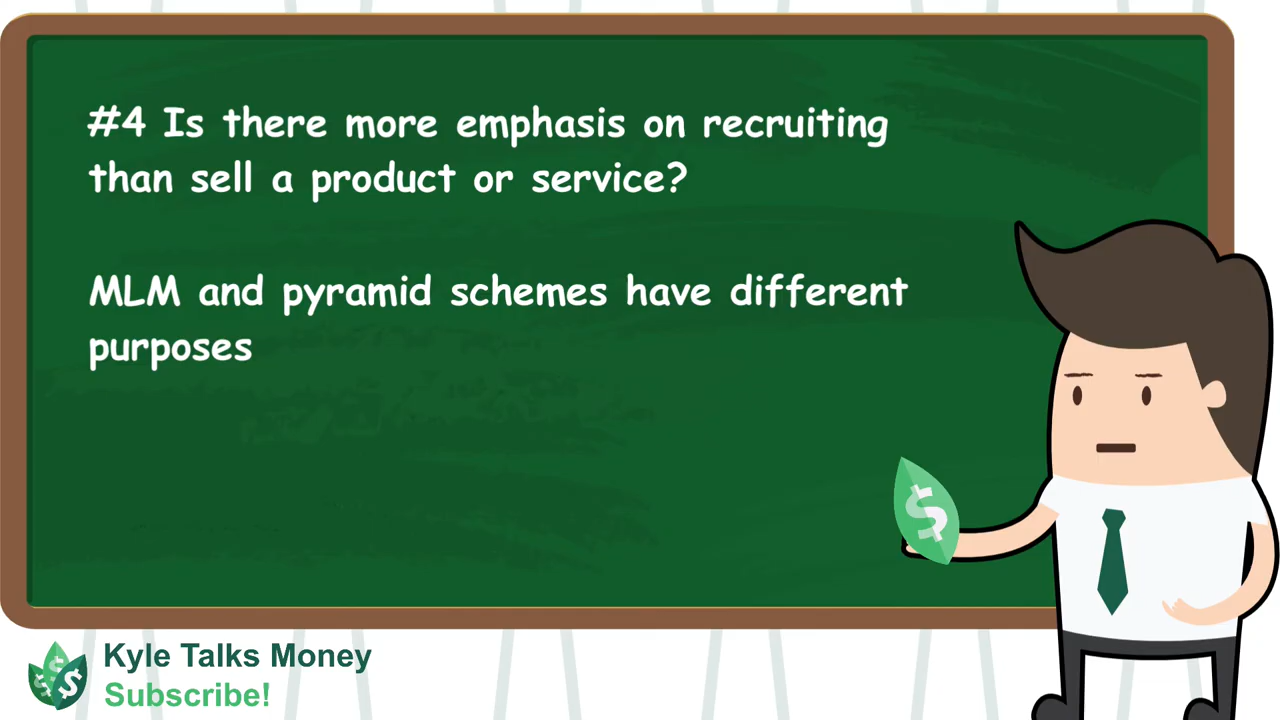 #4 Is there more emphasis on recruiting
than sell a product or service?
MLM and pyramid schemes have different
purposes
$
Kyle Talks Money
Subscribe!